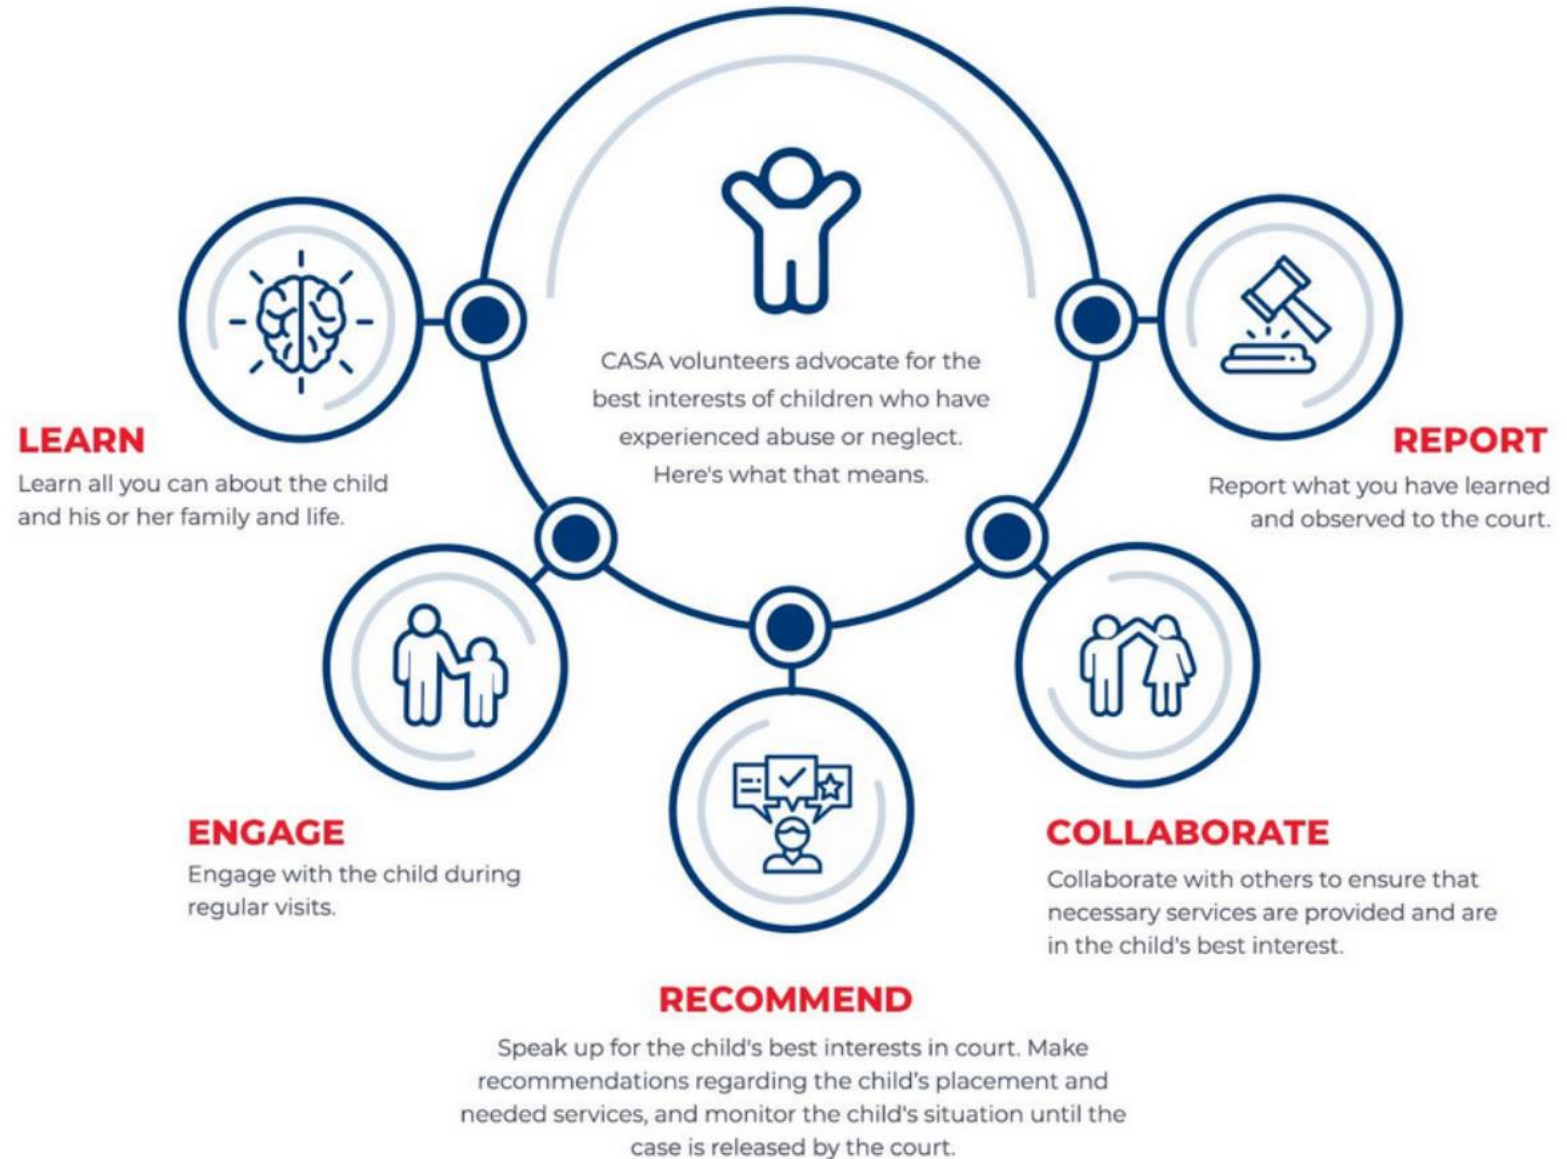 CASA volunteers advocate for the
best interests of children who have
experienced abuse or neglect.
Here's what that means.
LEARN
Learn all you can about the child
and his or her family and life.
ENGAGE
Engage with the child during
regular visits.
RECOMMEND
Speak up for the child's best interests in court. Make
recommendations regarding the child's placement and
needed services, and monitor the child's situation until the
case is released by the court.
COLLABORATE
Collaborate with others to ensure that
necessary services are provided and are
in the child's best interest.
REPORT
Report what you have learned
and observed to the court.